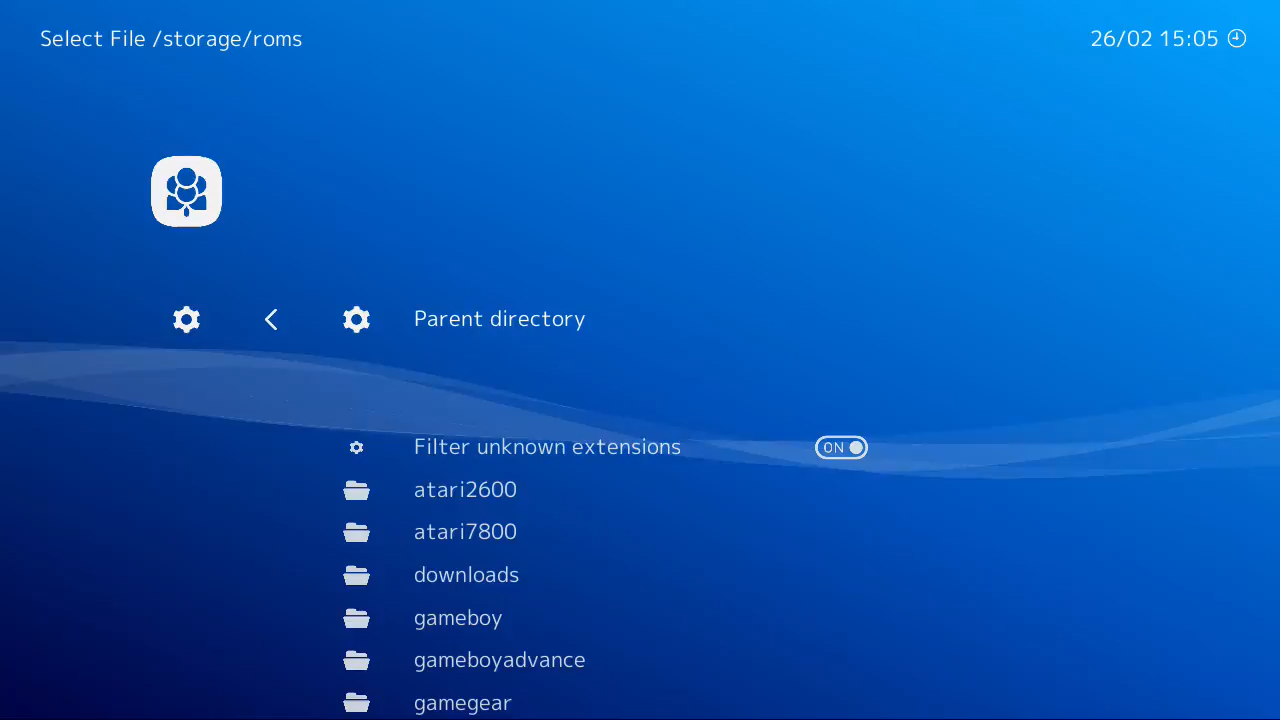 Select File /storage/roms
26/02 15:05
Parent directory
Filter unknown extensions ON
atari2600
atari7800
downloads
gameboy
gameboyadvance
gamegear